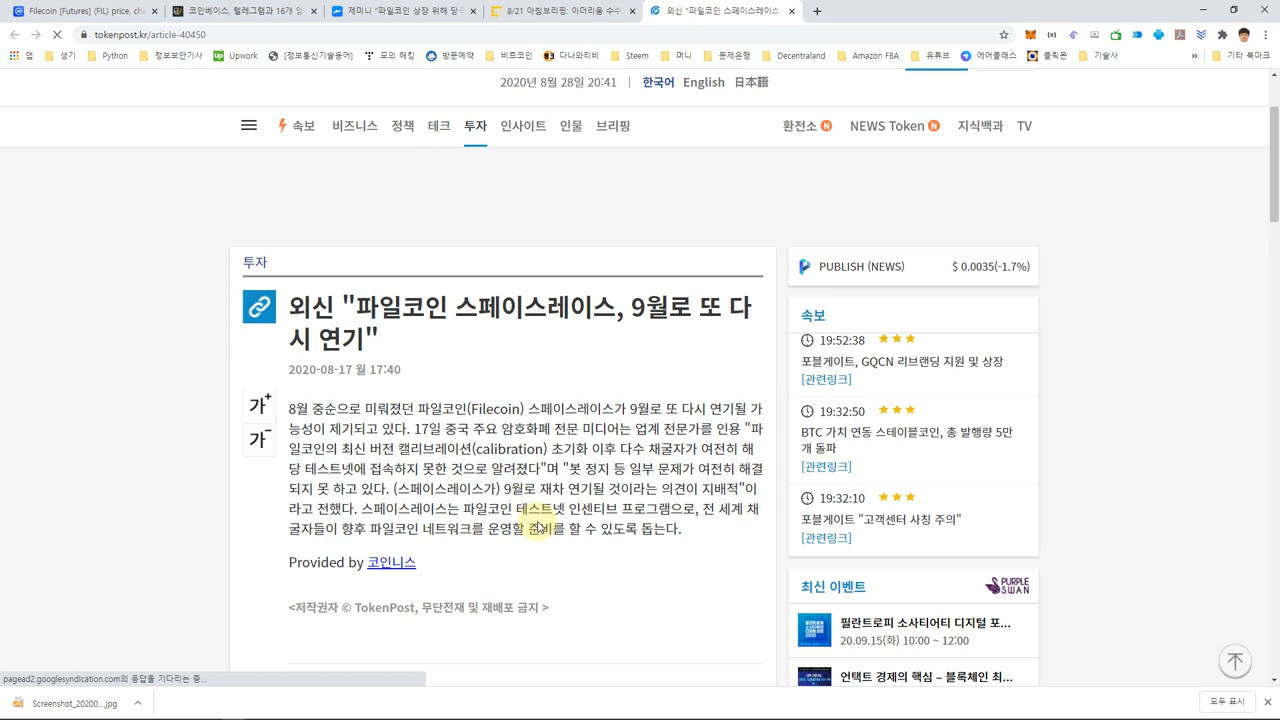 Filecoin [Futures] (FIL) price, cha
코인베이스, 텔레그램과 16개 암
제미니 "파일코인 상장 위해 당국
8/21 아침브리핑: 이더리움 수수
외신 "파일코인 스페이스레이스,
tokenpost.kr/article-40450
앱
생기
Python
정보보안기사
Upwork
[정보통신기술용어]
모의 해킹
방문예약
비트코인
다나와티비
Steem
머니
문제은행
Decentraland
Amazon FBA
유튜브
에어클래스
클릭폰
기술사
»
기타 북마크
2020년 8월 28일 20:41 | 한국어 English 日本語
속보 비즈니스 정책 테크 투자 인사이트 인물 브리핑
환전소 N NEWS Token N 지식백과 TV
투자
외신 "파일코인 스페이스레이스, 9월로 또 다
시 연기"
2020-08-17 월 17:40
가+
가-
8월 중순으로 미뤄졌던 파일코인(Filecoin) 스페이스레이스가 9월로 또 다시 연기될 가
능성이 제기되고 있다. 17일 중국 주요 암호화폐 전문 미디어는 업계 전문가를 인용 "파
일코인의 최신 버전 캘리브레이션(calibration) 초기화 이후 다수 채굴자가 여전히 해
당 테스트넷에 접속하지 못한 것으로 알려졌다"며 "봇 정지 등 일부 문제가 여전히 해결
되지 못 하고 있다. (스페이스레이스가) 9월로 재차 연기될 것이라는 의견이 지배적"이
라고 전했다. 스페이스레이스는 파일코인 테스트넷 인센티브 프로그램으로, 전 세계 채
굴자들이 향후 파일코인 네트워크를 운영할 준비를 할 수 있도록 돕는다.
Provided by 코인니스
<저작권자 © TokenPost, 무단전재 및 재배포 금지 >
PUBLISH (NEWS) $ 0.0035(-1.7%)
속보
19:52:38 ★★★
포블게이트, GQCN 리브랜딩 지원 및 상장
[관련링크]
19:32:50 ★★★
BTC 가치 연동 스테이블코인, 총 발행량 5만
개 돌파
[관련링크]
19:32:10 ★★★
포블게이트 "고객센터 사칭 주의"
[관련링크]
최신 이벤트
PURPLE
SWAN
필란트로피 소사티어티 디지털 포...
20.09.15(화) 10:00 ~ 12:00
언택트 경제의 핵심 – 블록체인 최...
Screenshot_20200....jpg
모두 표시